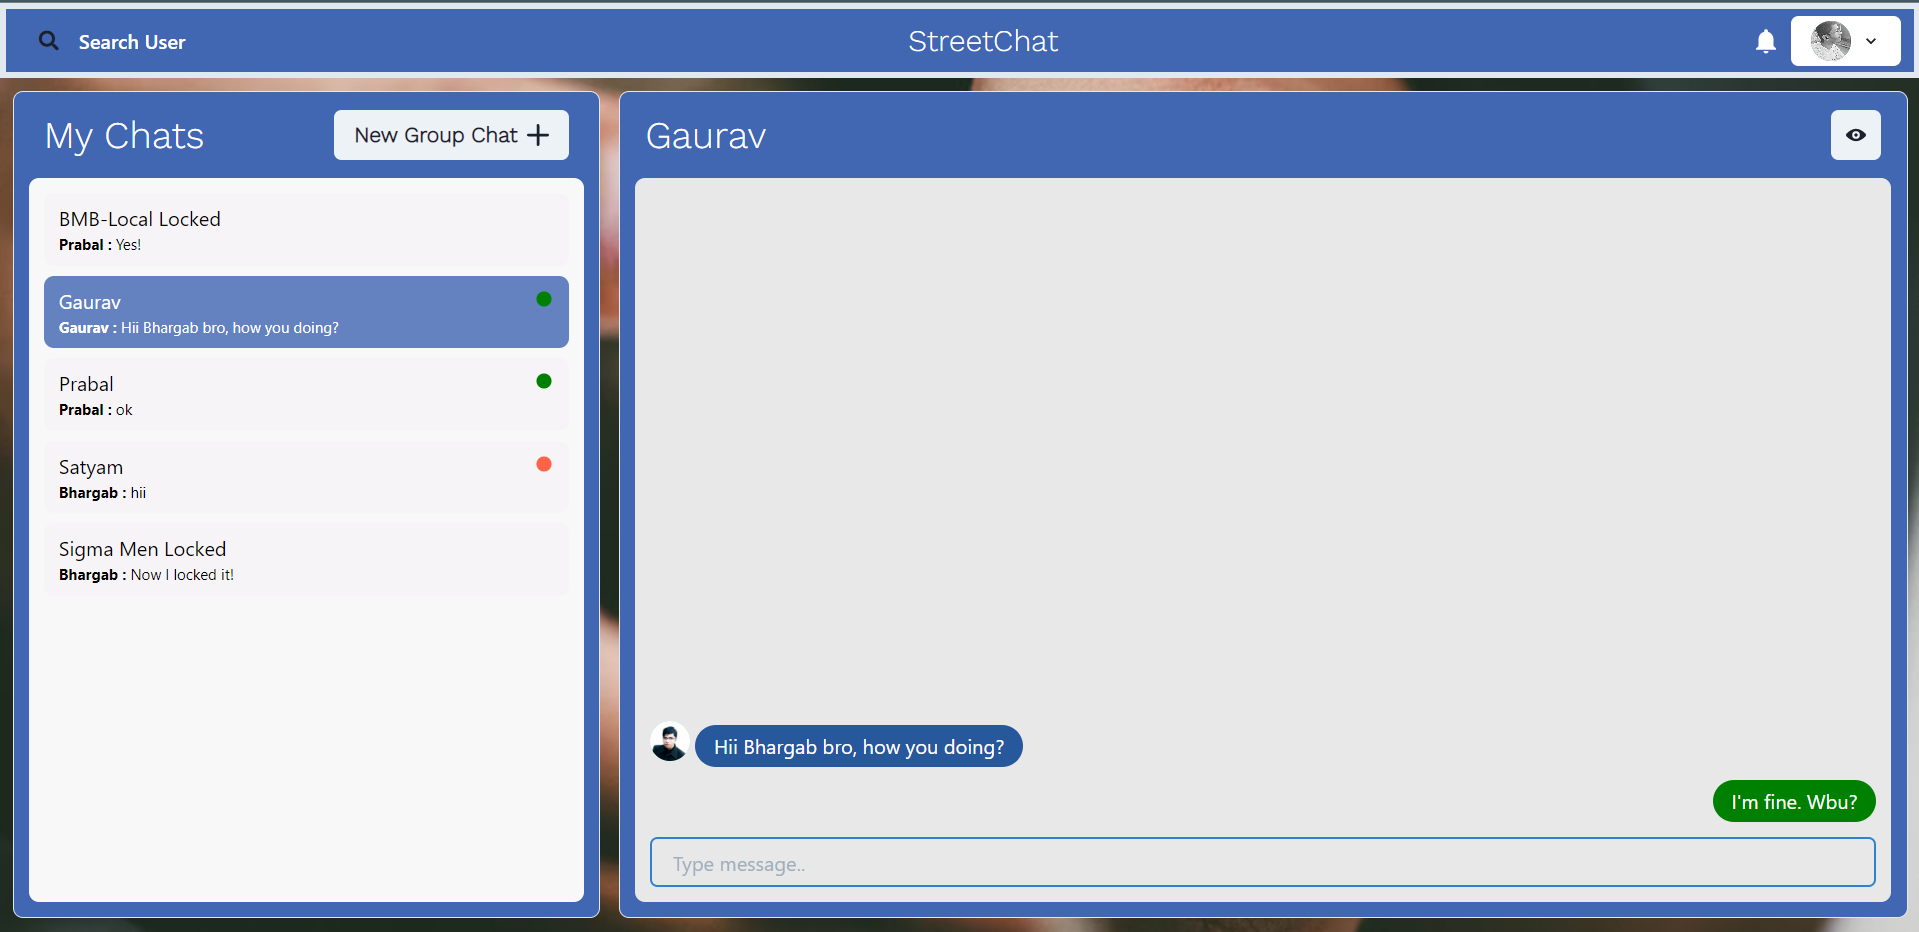 Search User
StreetChat
My Chats
New Group Chat
BMB-Local Locked
Prabal : Yes!
Gaurav
Gaurav : Hii Bhargab bro, how you doing?
Prabal
Prabal : ok
Satyam
Bhargab : hii
Sigma Men Locked
Bhargab : Now I locked it!
Gaurav
Hii Bhargab bro, how you doing?
I'm fine. Wbu?
Type message..